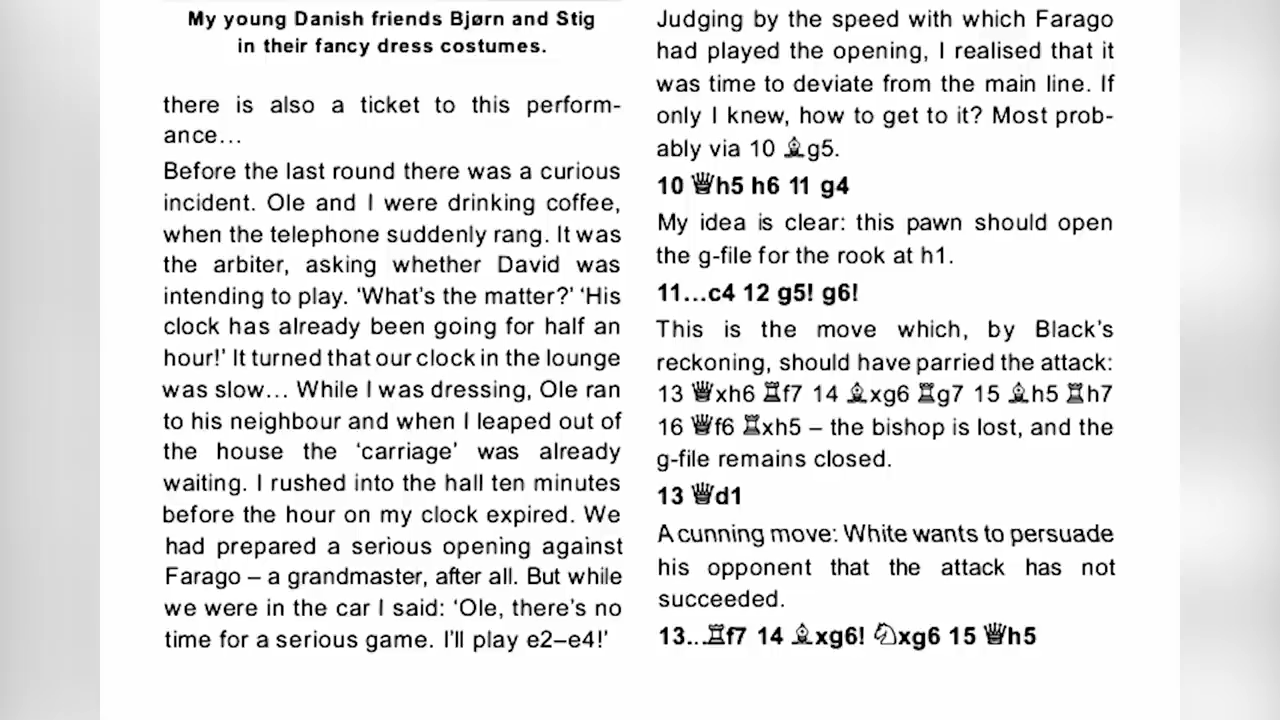 My young Danish friends Bjørn and Stig
in their fancy dress costumes.
there is also a ticket to this perform-
ance…
Before the last round there was a curious
incident. Ole and I were drinking coffee,
when the telephone suddenly rang. It was
the arbiter, asking whether David was
intending to play. ‘What’s the matter?’ ‘His
clock has already been going for half an
hour!’ It turned that our clock in the lounge
was slow… While I was dressing, Ole ran
to his neighbour and when I leaped out of
the house the ‘carriage’ was already
waiting. I rushed into the hall ten minutes
before the hour on my clock expired. We
had prepared a serious opening against
Farago – a grandmaster, after all. But while
we were in the car I said: ‘Ole, there’s no
time for a serious game. I’ll play e2–e4!’
Judging by the speed with which Farago
had played the opening, I realised that it
was time to deviate from the main line. If
only I knew, how to get to it? Most prob-
ably via 10 ♗g5.
10 ♕h5 h6 11 g4
My idea is clear: this pawn should open
the g-file for the rook at h1.
11…c4 12 g5! g6!
This is the move which, by Black’s
reckoning, should have parried the attack:
13 ♕xh6 ♖f7 14 ♗xg6 ♖g7 15 ♗h5 ♖h7
16 ♕f6 ♖xh5 – the bishop is lost, and the
g-file remains closed.
13 ♕d1
A cunning move: White wants to persuade
his opponent that the attack has not
succeeded.
13…♖f7 14 ♗xg6! ♘xg6 15 ♕h5